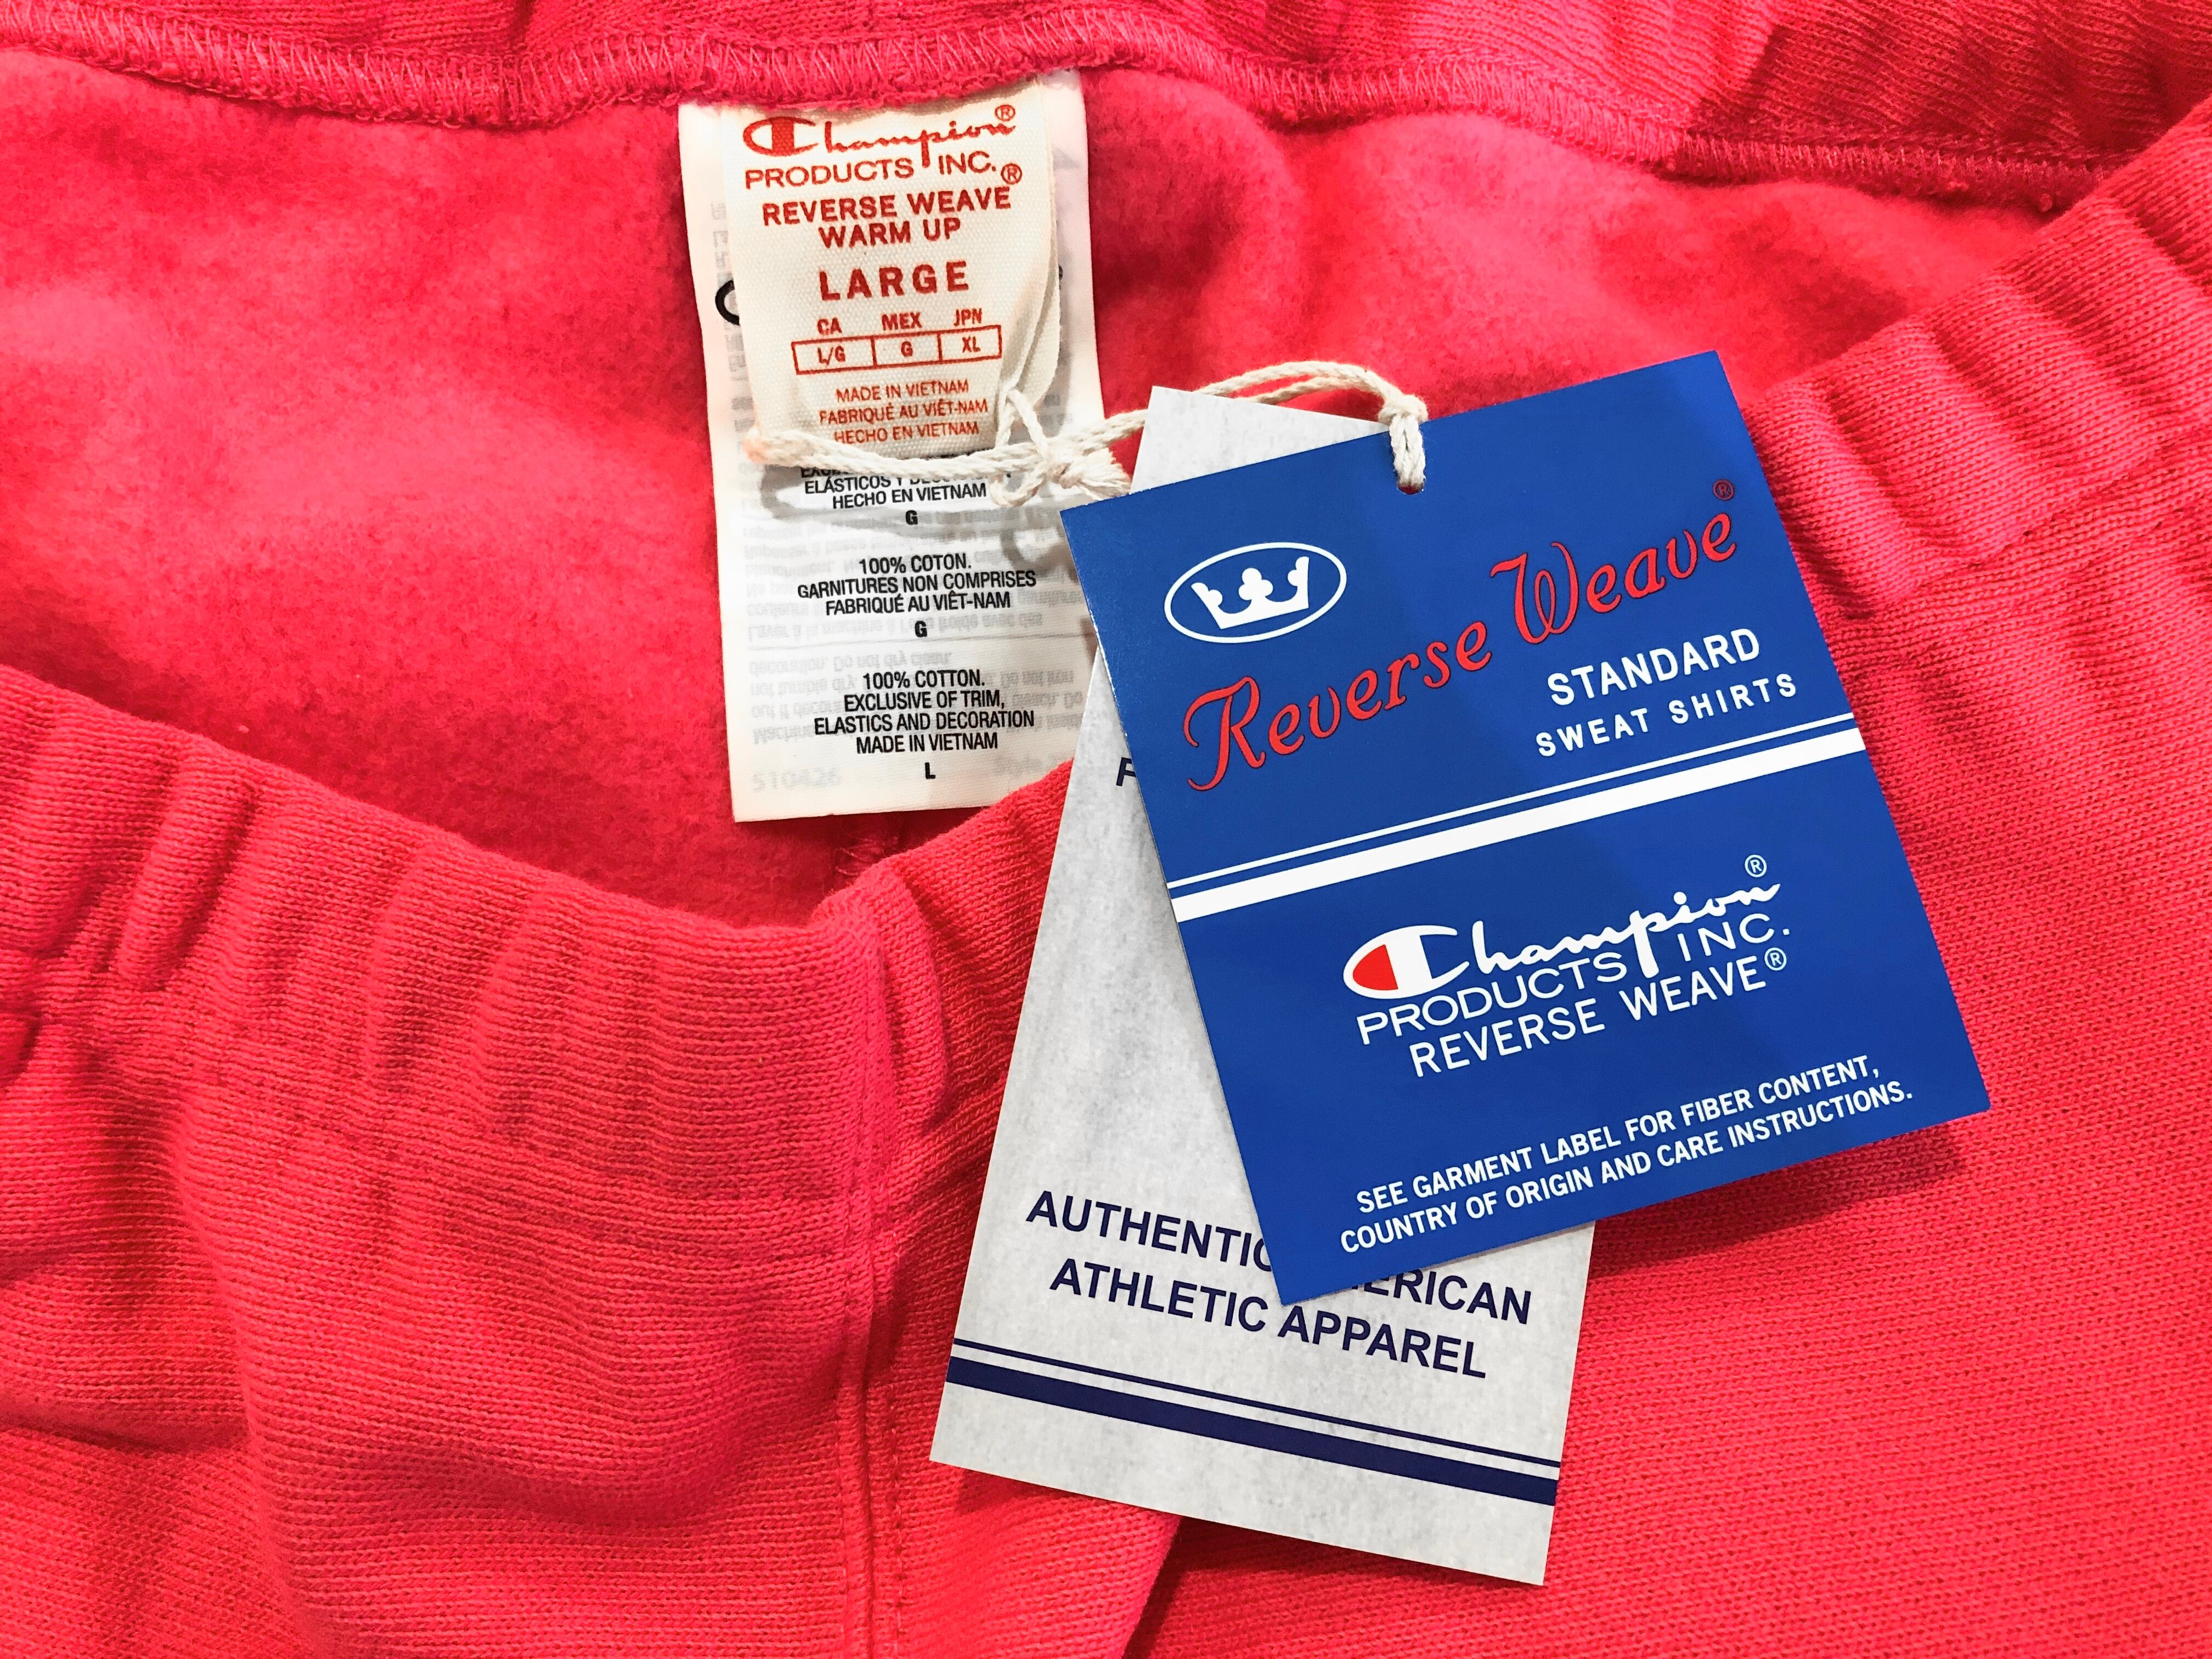 Champion®
PRODUCTS INC.®
REVERSE WEAVE
WARM UP
LARGE
CA MEX JPN
L/G G XL
MADE IN VIETNAM
FABRIQUÉ AU VIÊT-NAM
HECHO EN VIETNAM
ELÁSTICOS Y
HECHO EN VIETNAM
G
100% COTON.
GARNITURES NON COMPRISES
FABRIQUÉ AU VIÊT-NAM
G
100% COTTON.
EXCLUSIVE OF TRIM,
ELASTICS AND DECORATION
MADE IN VIETNAM
L
Reverse Weave®
STANDARD
SWEAT SHIRTS
Champion®
PRODUCTS INC.
REVERSE WEAVE®
SEE GARMENT LABEL FOR FIBER CONTENT,
COUNTRY OF ORIGIN AND CARE INSTRUCTIONS.
AUTHENTIC ERICAN
ATHLETIC APPAREL